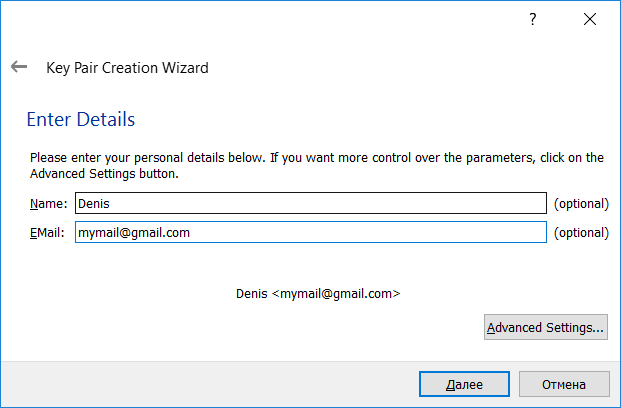 ?
Key Pair Creation Wizard
Enter Details
Please enter your personal details below. If you want more control over the parameters, click on the
Advanced Settings button.
Name: Denis (optional)
EMail: mymail@gmail.com (optional)
Denis <mymail@gmail.com>
Advanced Settings...
Далее Отмена